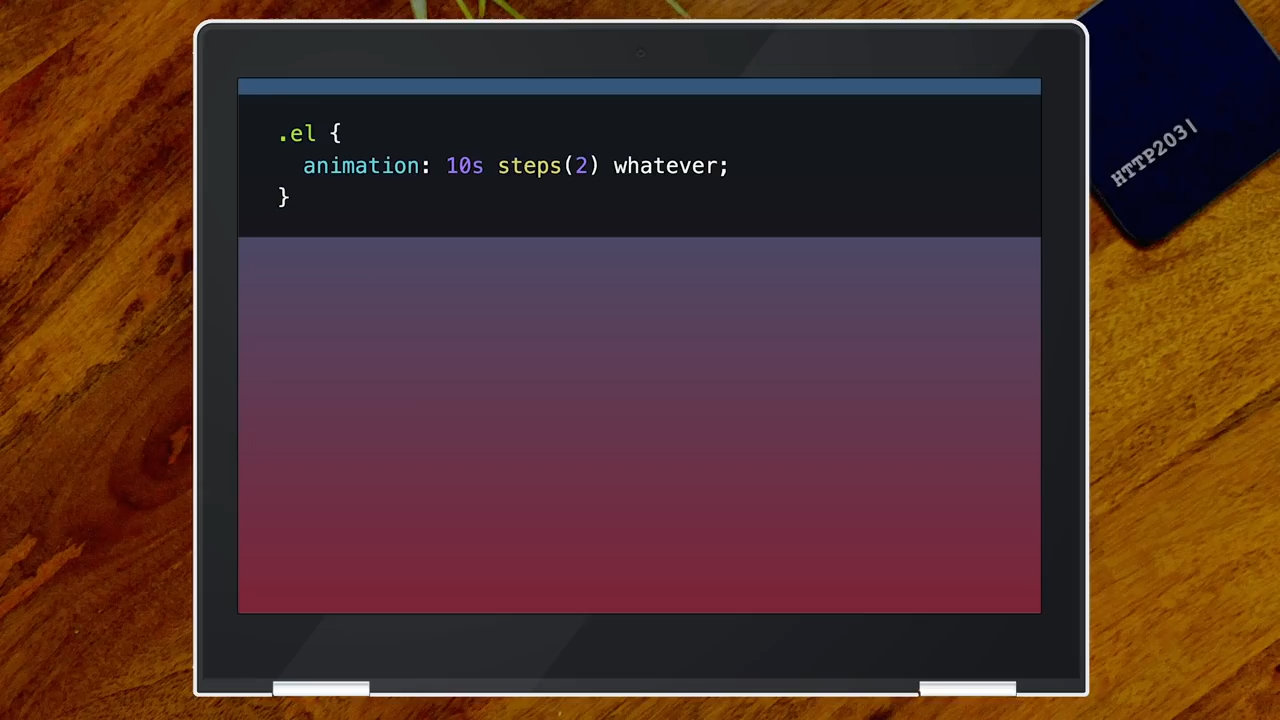 .el {
  animation: 10s steps(2) whatever;
}
HTTP203|